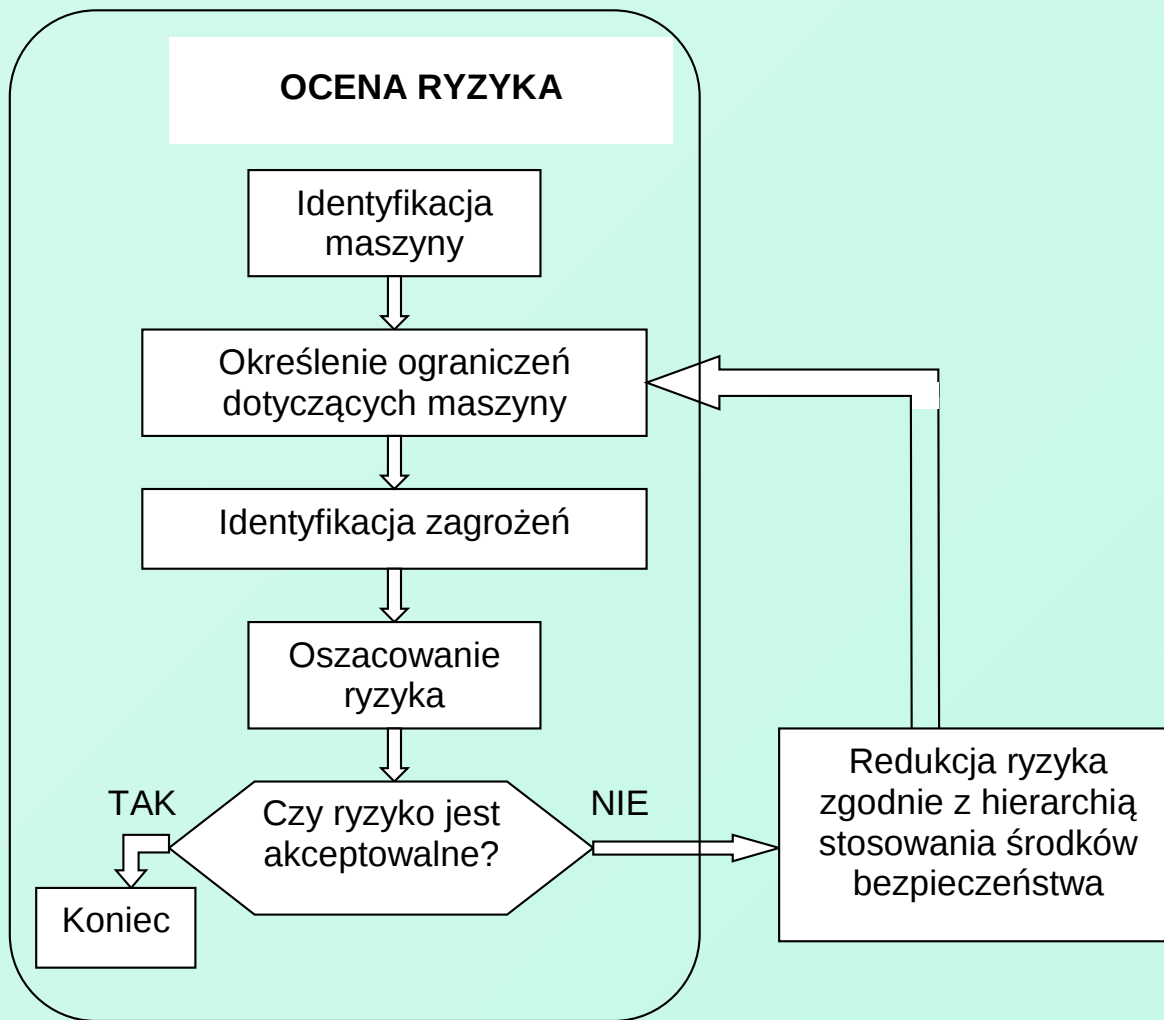 OCENA RYZYKA
Identyfikacja
maszyny
Określenie ograniczeń
dotyczących maszyny
Identyfikacja zagrożeń
Oszacowanie
ryzyka
TAK
Czy ryzyko jest
akceptowalne?
NIE
Koniec
Redukcja ryzyka
zgodnie z hierarchią
stosowania środków
bezpieczeństwa